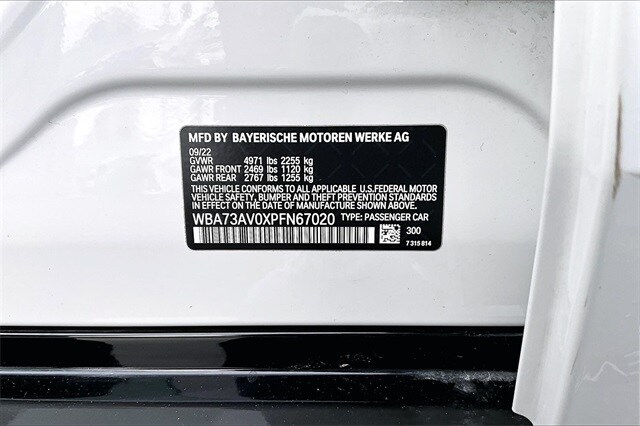 MFD BY BAYERISCHE MOTOREN WERKE AG
09/22
GVWR 4971 lbs 2255 kg
GAWR FRONT 2469 lbs 1120 kg
GAWR REAR 2767 lbs 1255 kg
THIS VEHICLE CONFORMS TO ALL APPLICABLE U.S.FEDERAL MOTOR
VEHICLE SAFETY, BUMPER, AND THEFT PREVENTION STANDARDS
IN EFFECT ON THE DATE OF MANUFACTURE SHOWN ABOVE.
WBA73AV0XPFN67020 TYPE: PASSENGER CAR
300
7 315 814